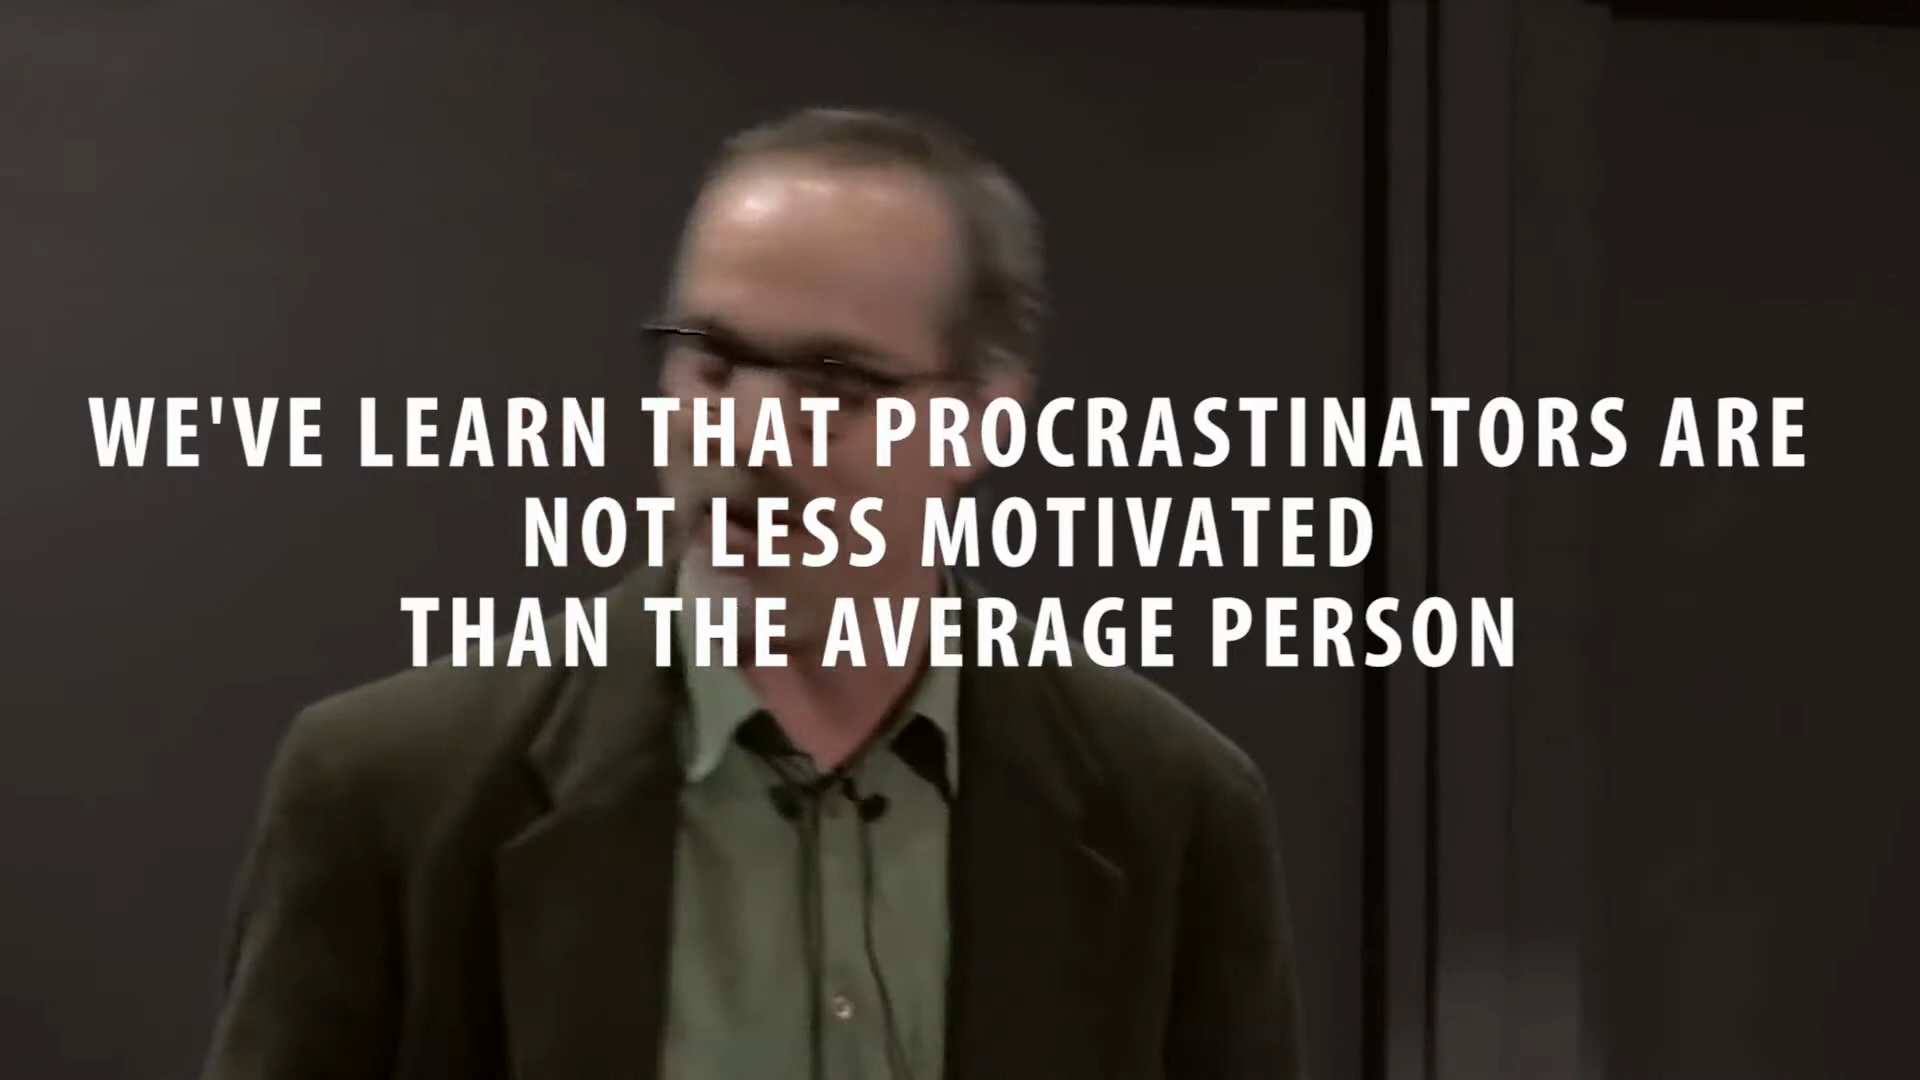 WE'VE LEARN THAT PROCRASTINATORS ARE
NOT LESS MOTIVATED
THAN THE AVERAGE PERSON